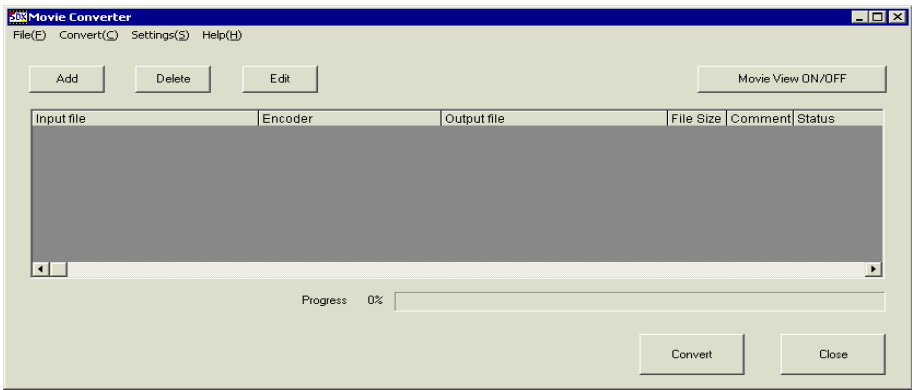 SDX Movie Converter
File(F) Convert(C) Settings(S) Help(H)
Add Delete Edit Movie View ON/OFF
Input file Encoder Output file File Size Comment Status
Progress 0%
Convert Close